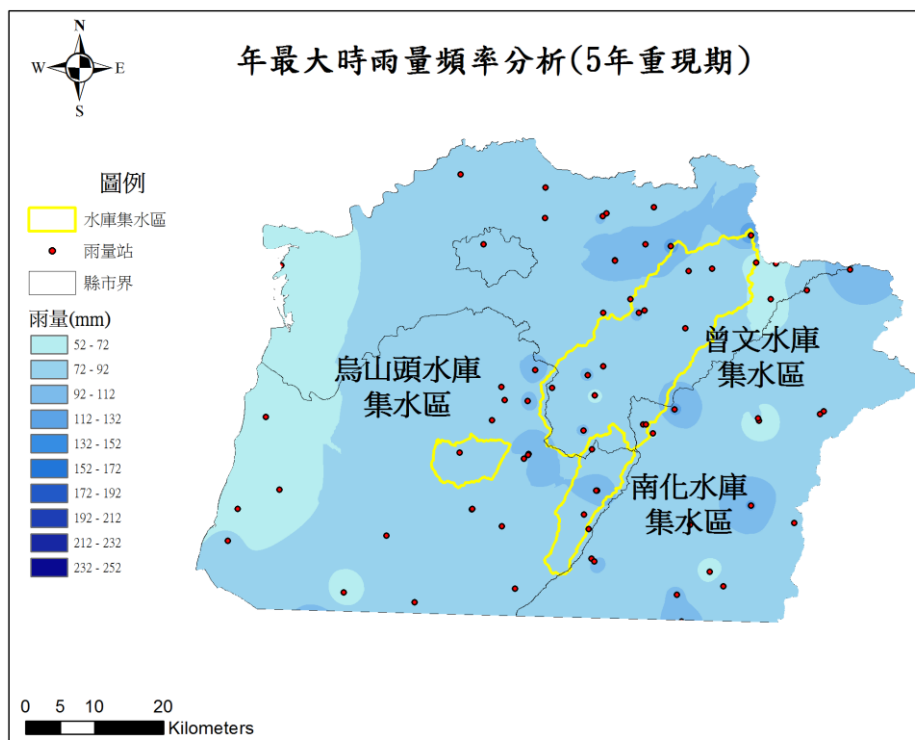 年最大時雨量頻率分析(5年重現期)
N
W
E
S
圖例
水庫集水區
雨量站
縣市界
雨量(mm)
52 - 72
72 - 92
92 - 112
112 - 132
132 - 152
152 - 172
172 - 192
192 - 212
212 - 232
232 - 252
烏山頭水庫
集水區
曾文水庫
集水區
南化水庫
集水區
0 5 10 20
Kilometers